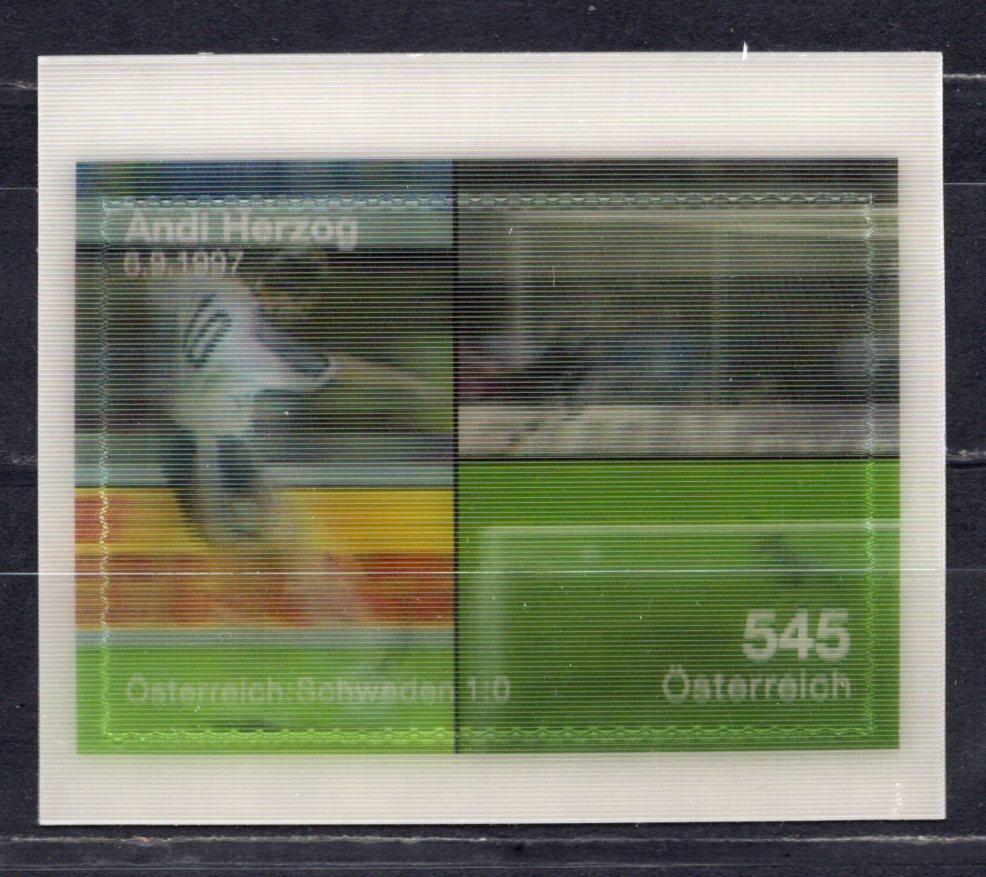 Andi Herzog
6.9.1997
Österreich:Schweden 1:0
545
Österreich